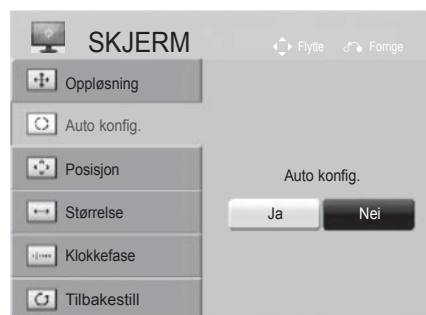 SKJERM
Flytte Forrige
Oppløsning
Auto konfig.
Posisjon
Størrelse
Klokkefase
Tilbakestill
Auto konfig.
Ja Nei